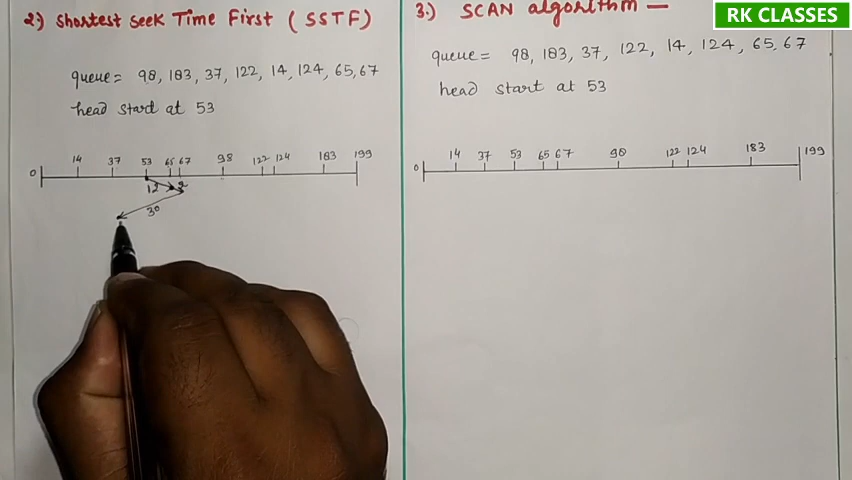 RK CLASSES
2.) Shortest Seek Time First (SSTF)
queue = 98, 183, 37, 122, 14, 124, 65, 67
head start at 53
0 14 37 53 65 67 98 122 124 183 199
12 2
30
3.) SCAN algorithm —
queue = 98, 183, 37, 122, 14, 124, 65, 67
head start at 53
0 14 37 53 65 67 98 122 124 183 199